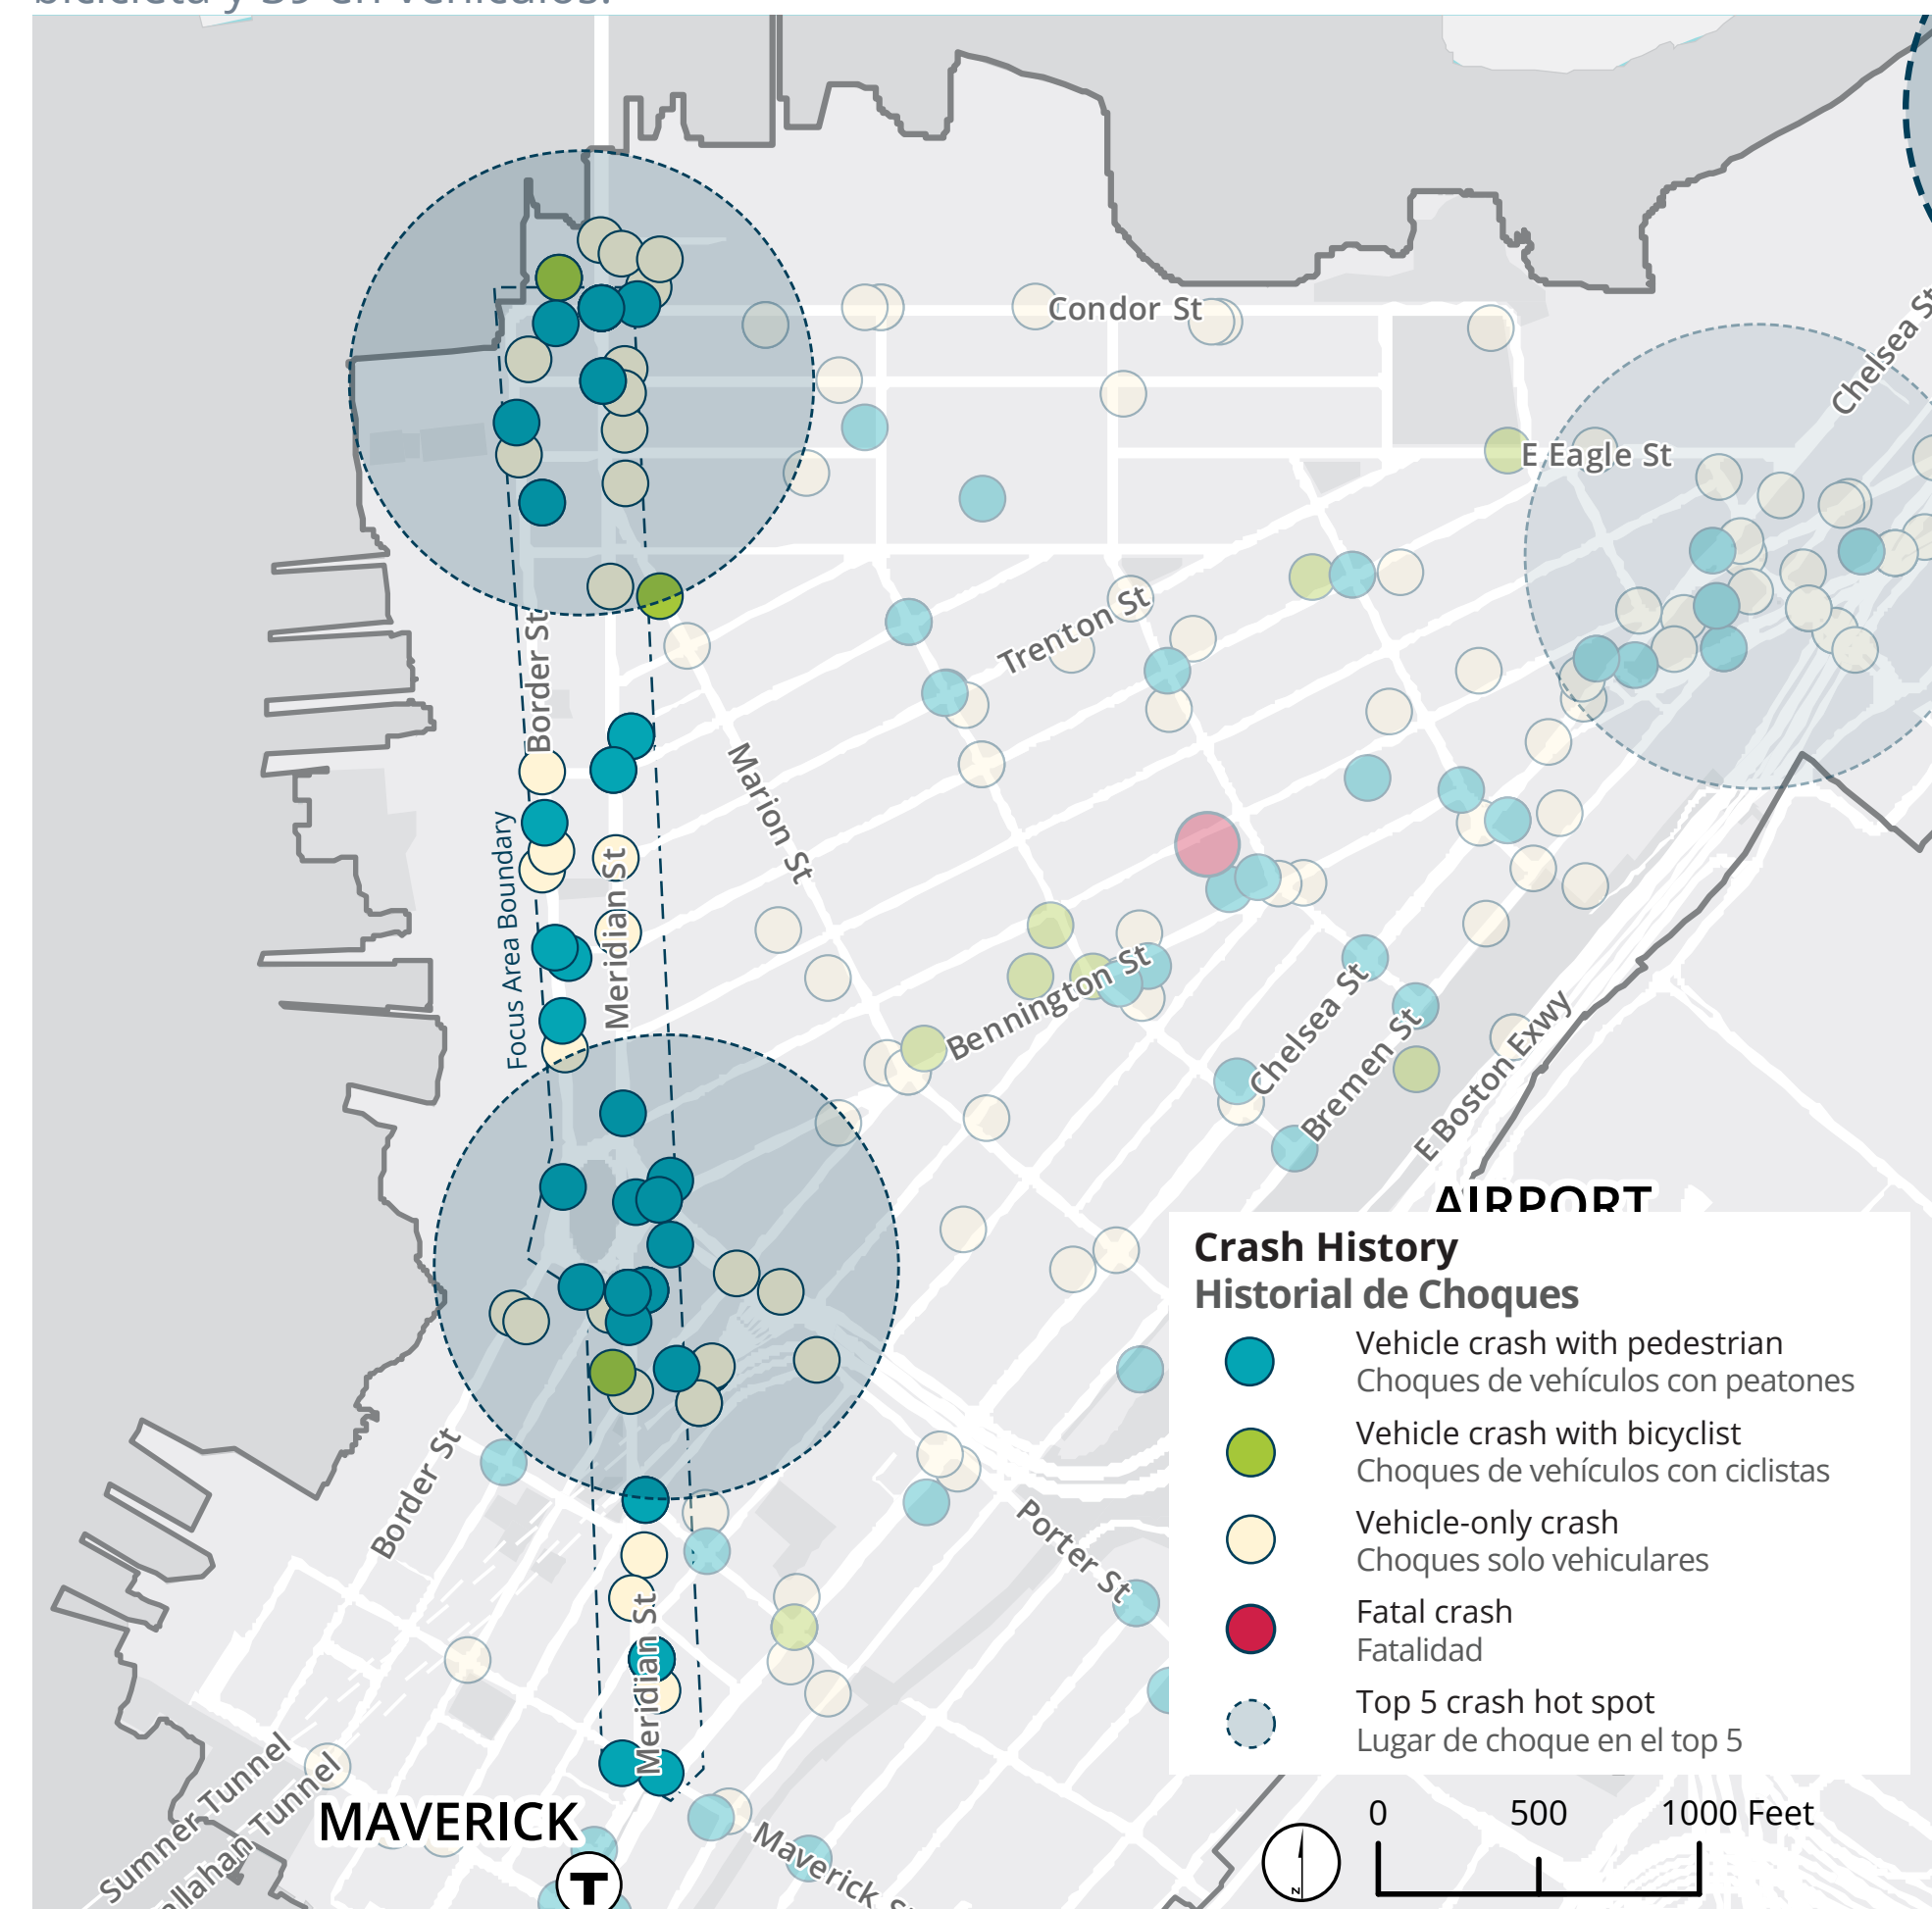 bicicleta y 39 en vehículos.
Condor St
Chelsea St
E Eagle St
Trenton St
Border St
Marion St
Focus Area Boundary
Meridian St
Bennington St
Chelsea St
Bremen St
E Boston Exwy
AIRPORT
Crash History
Historial de Choques
Vehicle crash with pedestrian
Choques de vehículos con peatones
Vehicle crash with bicyclist
Choques de vehículos con ciclistas
Vehicle-only crash
Choques solo vehiculares
Fatal crash
Fatalidad
Top 5 crash hot spot
Lugar de choque en el top 5
Border St
Porter St
Meridian St
Sumner Tunnel
allahan Tunnel
MAVERICK
T
Maverick S
0 500 1000 Feet
N